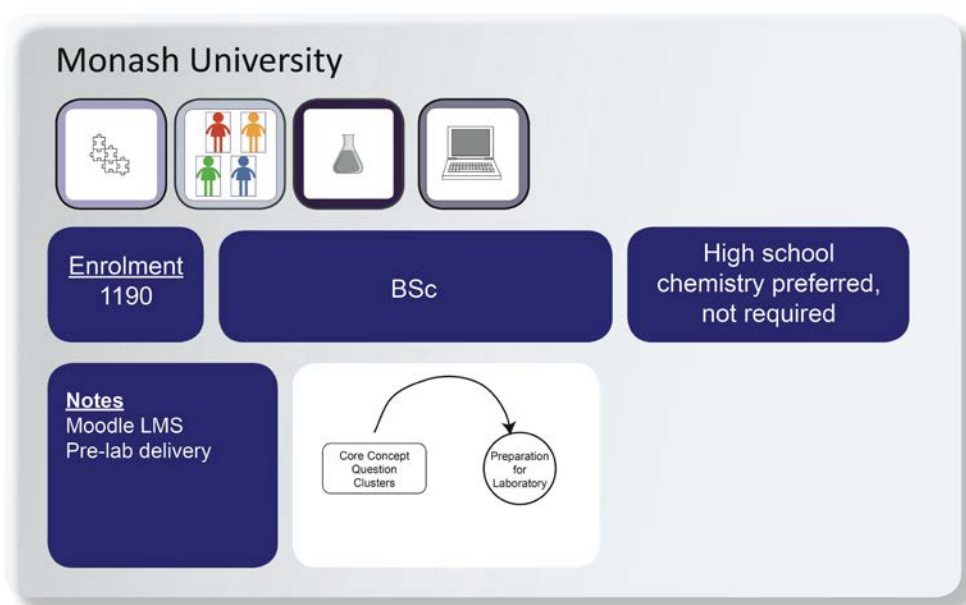 Monash University
Enrolment
1190
BSc
High school
chemistry preferred,
not required
Notes
Moodle LMS
Pre-lab delivery
Core Concept
Question
Clusters
Preparation
for
Laboratory